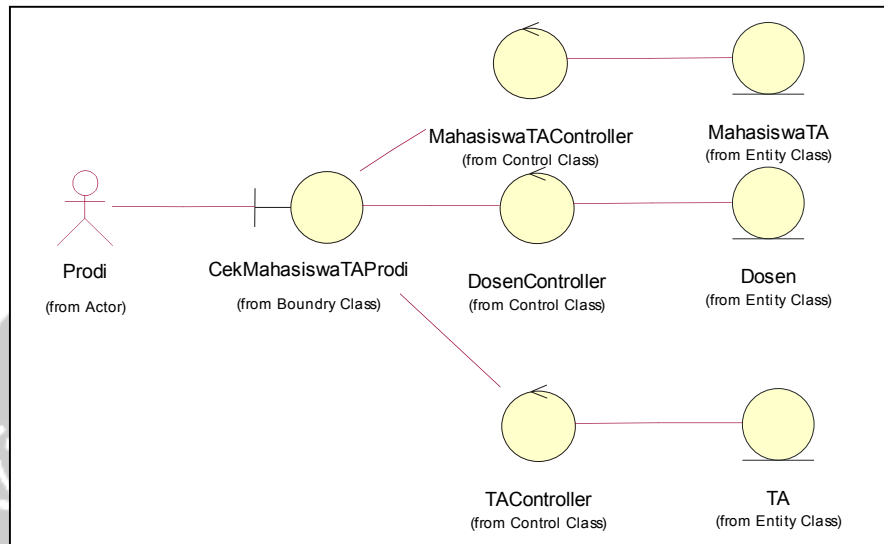 MahasiswaTAController
(from Control Class)
MahasiswaTA
(from Entity Class)
Prodi
(from Actor)
CekMahasiswaTAProdi
(from Boundry Class)
DosenController
(from Control Class)
Dosen
(from Entity Class)
TAController
(from Control Class)
TA
(from Entity Class)